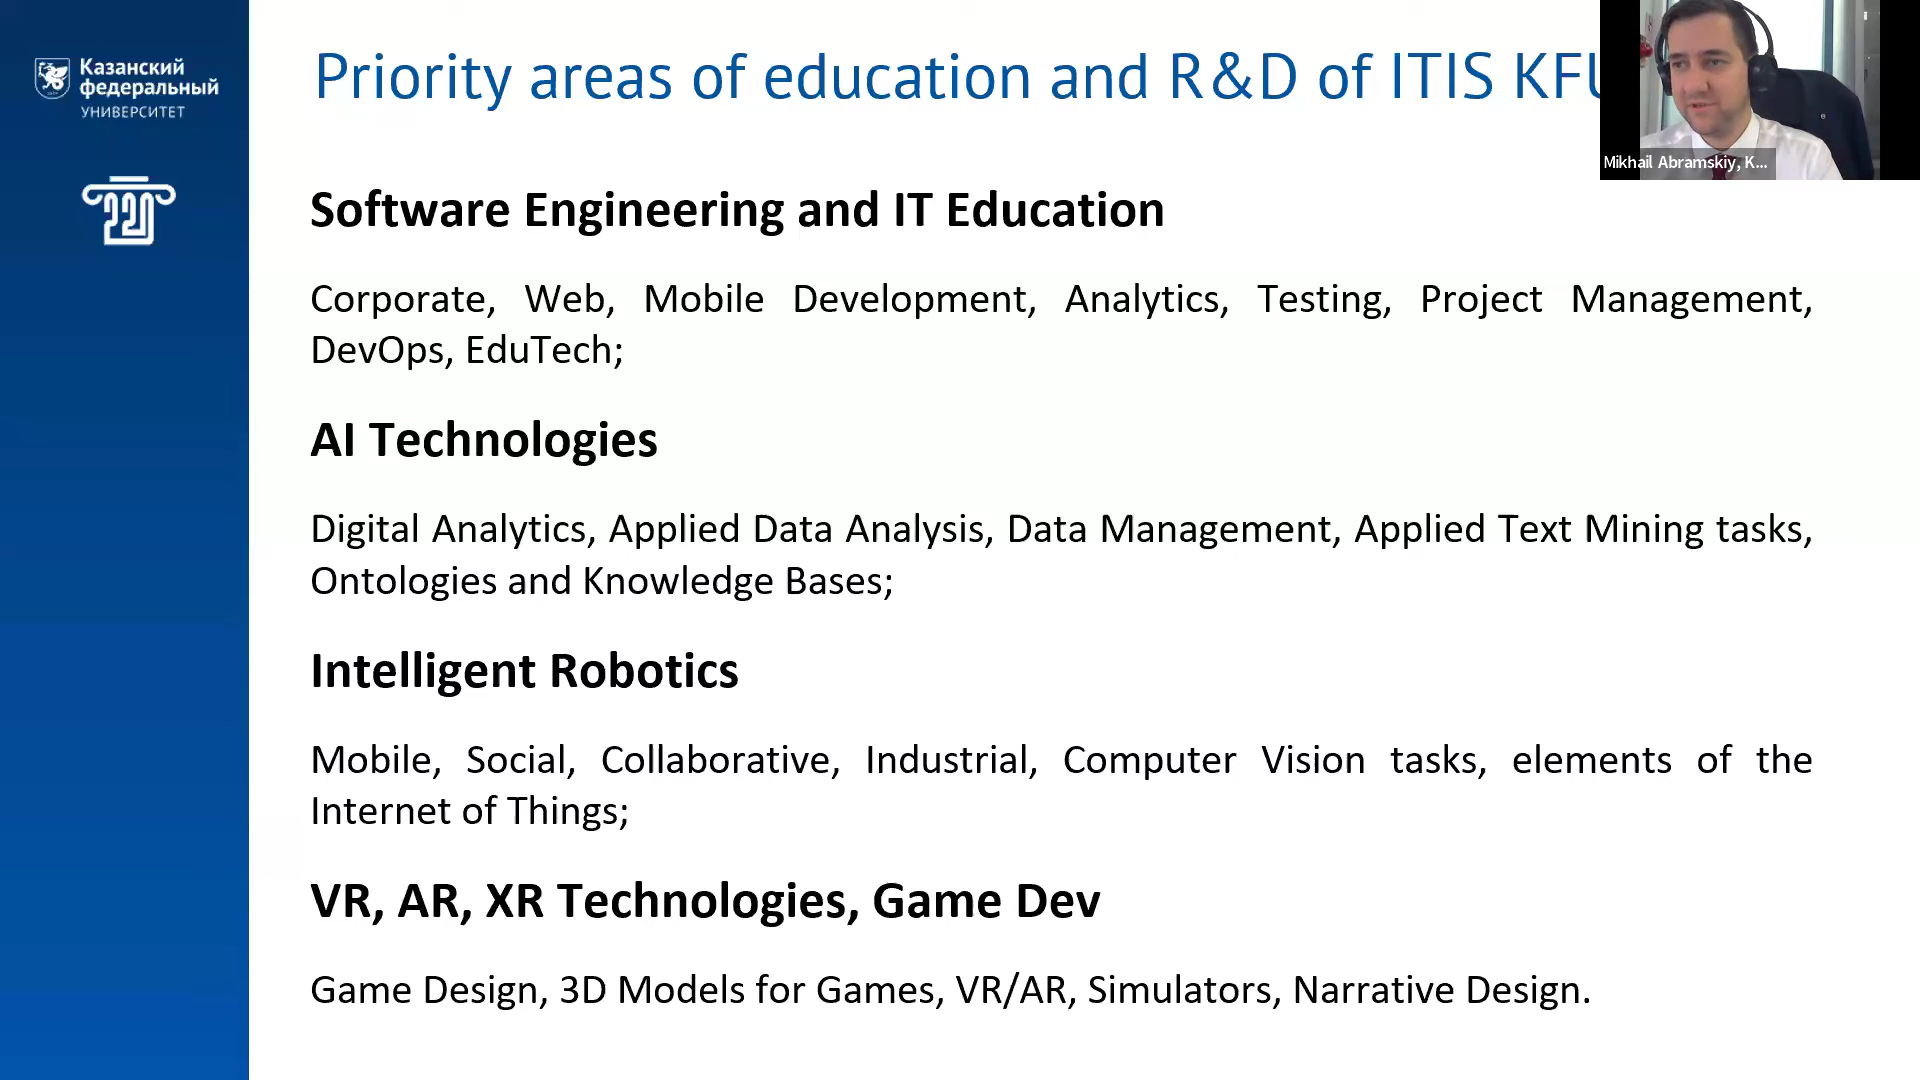 Казанский
федеральный
УНИВЕРСИТЕТ
220
Priority areas of education and R&D of ITIS KFU
Mikhail Abramskiy, K...
Software Engineering and IT Education
Corporate, Web, Mobile Development, Analytics, Testing, Project Management,
DevOps, EduTech;
AI Technologies
Digital Analytics, Applied Data Analysis, Data Management, Applied Text Mining tasks,
Ontologies and Knowledge Bases;
Intelligent Robotics
Mobile, Social, Collaborative, Industrial, Computer Vision tasks, elements of the
Internet of Things;
VR, AR, XR Technologies, Game Dev
Game Design, 3D Models for Games, VR/AR, Simulators, Narrative Design.